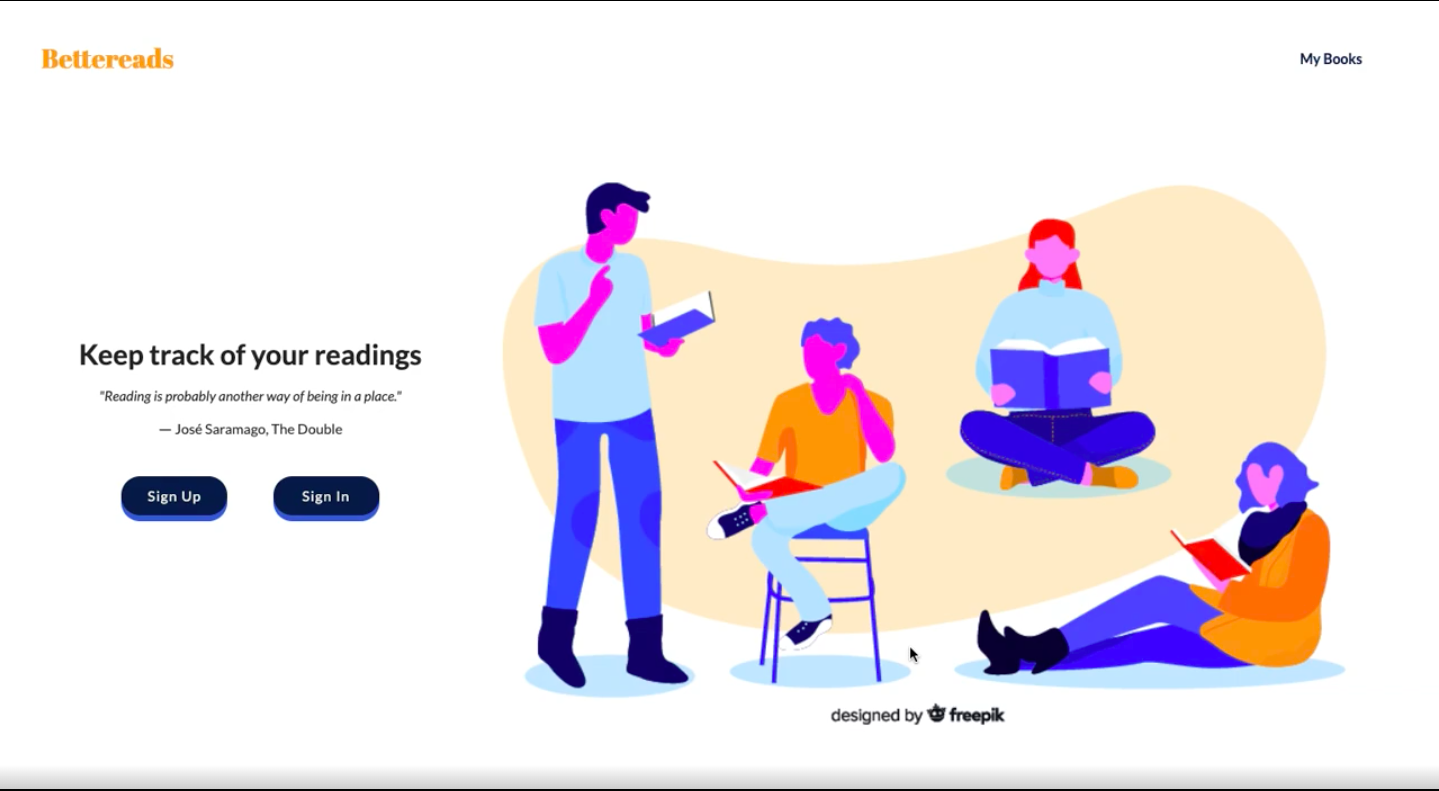 Bettereads
My Books
Keep track of your readings
"Reading is probably another way of being in a place."
— José Saramago, The Double
Sign Up
Sign In
designed by freepik